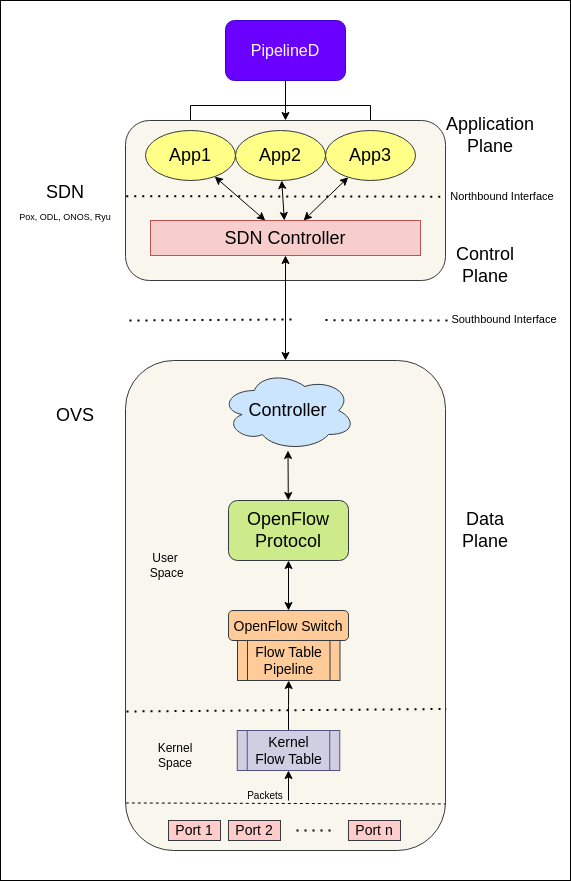 PipelineD
Application
Plane
App1
App2
App3
SDN
Northbound Interface
Pox, ODL, ONOS, Ryu
SDN Controller
Control
Plane
Southbound Interface
OVS
Controller
OpenFlow
Protocol
Data
Plane
User
Space
OpenFlow Switch
Flow Table
Pipeline
Kernel
Space
Kernel
Flow Table
Packets
Port 1
Port 2
Port n